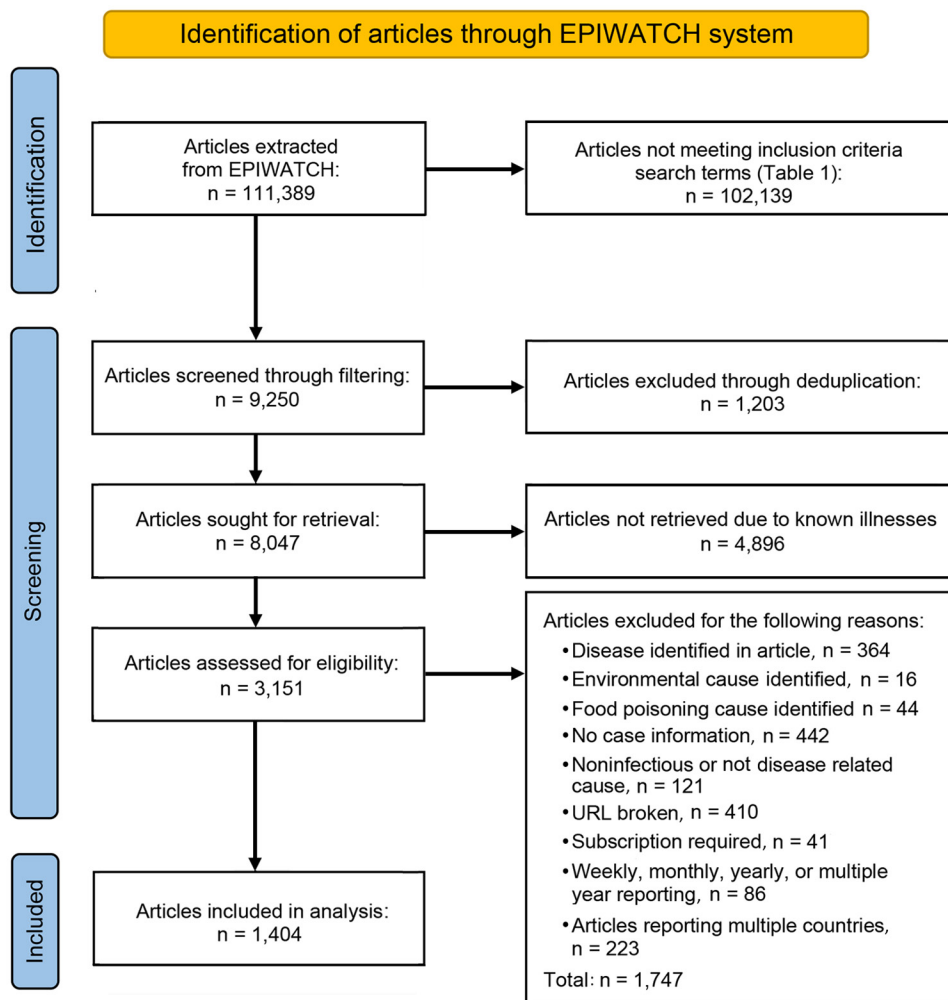 Identification of articles through EPIWATCH system
Identification
Articles extracted
from EPIWATCH:
n = 111,389
Articles not meeting inclusion criteria
search terms (Table 1):
n = 102,139
Screening
Articles screened through filtering:
n = 9,250
Articles excluded through deduplication:
n = 1,203
Articles sought for retrieval:
n = 8,047
Articles not retrieved due to known illnesses
n = 4,896
Articles assessed for eligibility:
n = 3,151
Articles excluded for the following reasons:
•Disease identified in article, n = 364
•Environmental cause identified, n = 16
•Food poisoning cause identified n = 44
•No case information, n = 442
•Noninfectious or not disease related
cause, n = 121
•URL broken, n = 410
•Subscription required, n = 41
•Weekly, monthly, yearly, or multiple
year reporting, n = 86
•Articles reporting multiple countries,
n = 223
Total: n = 1,747
Included
Articles included in analysis:
n = 1,404